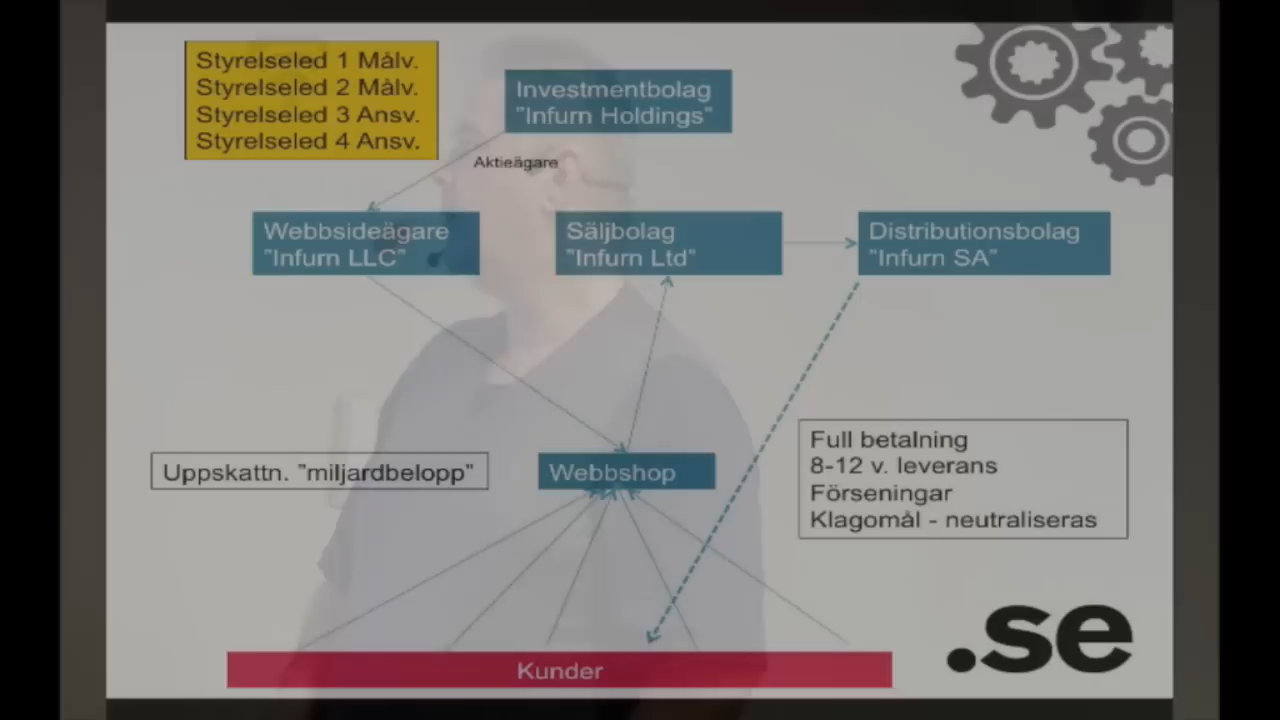 Styrelseled 1 Målv.
Styrelseled 2 Målv.
Styrelseled 3 Ansv.
Styrelseled 4 Ansv.
Investmentbolag
"Infurn Holdings"
Aktieägare
Webbsideägare
"Infurn LLC"
Säljbolag
"Infurn Ltd"
Distributionsbolag
"Infurn SA"
Uppskattn. "miljardbelopp"
Webbshop
Full betalning
8-12 v. leverans
Förseningar
Klagomål - neutraliseras
Kunder
.se